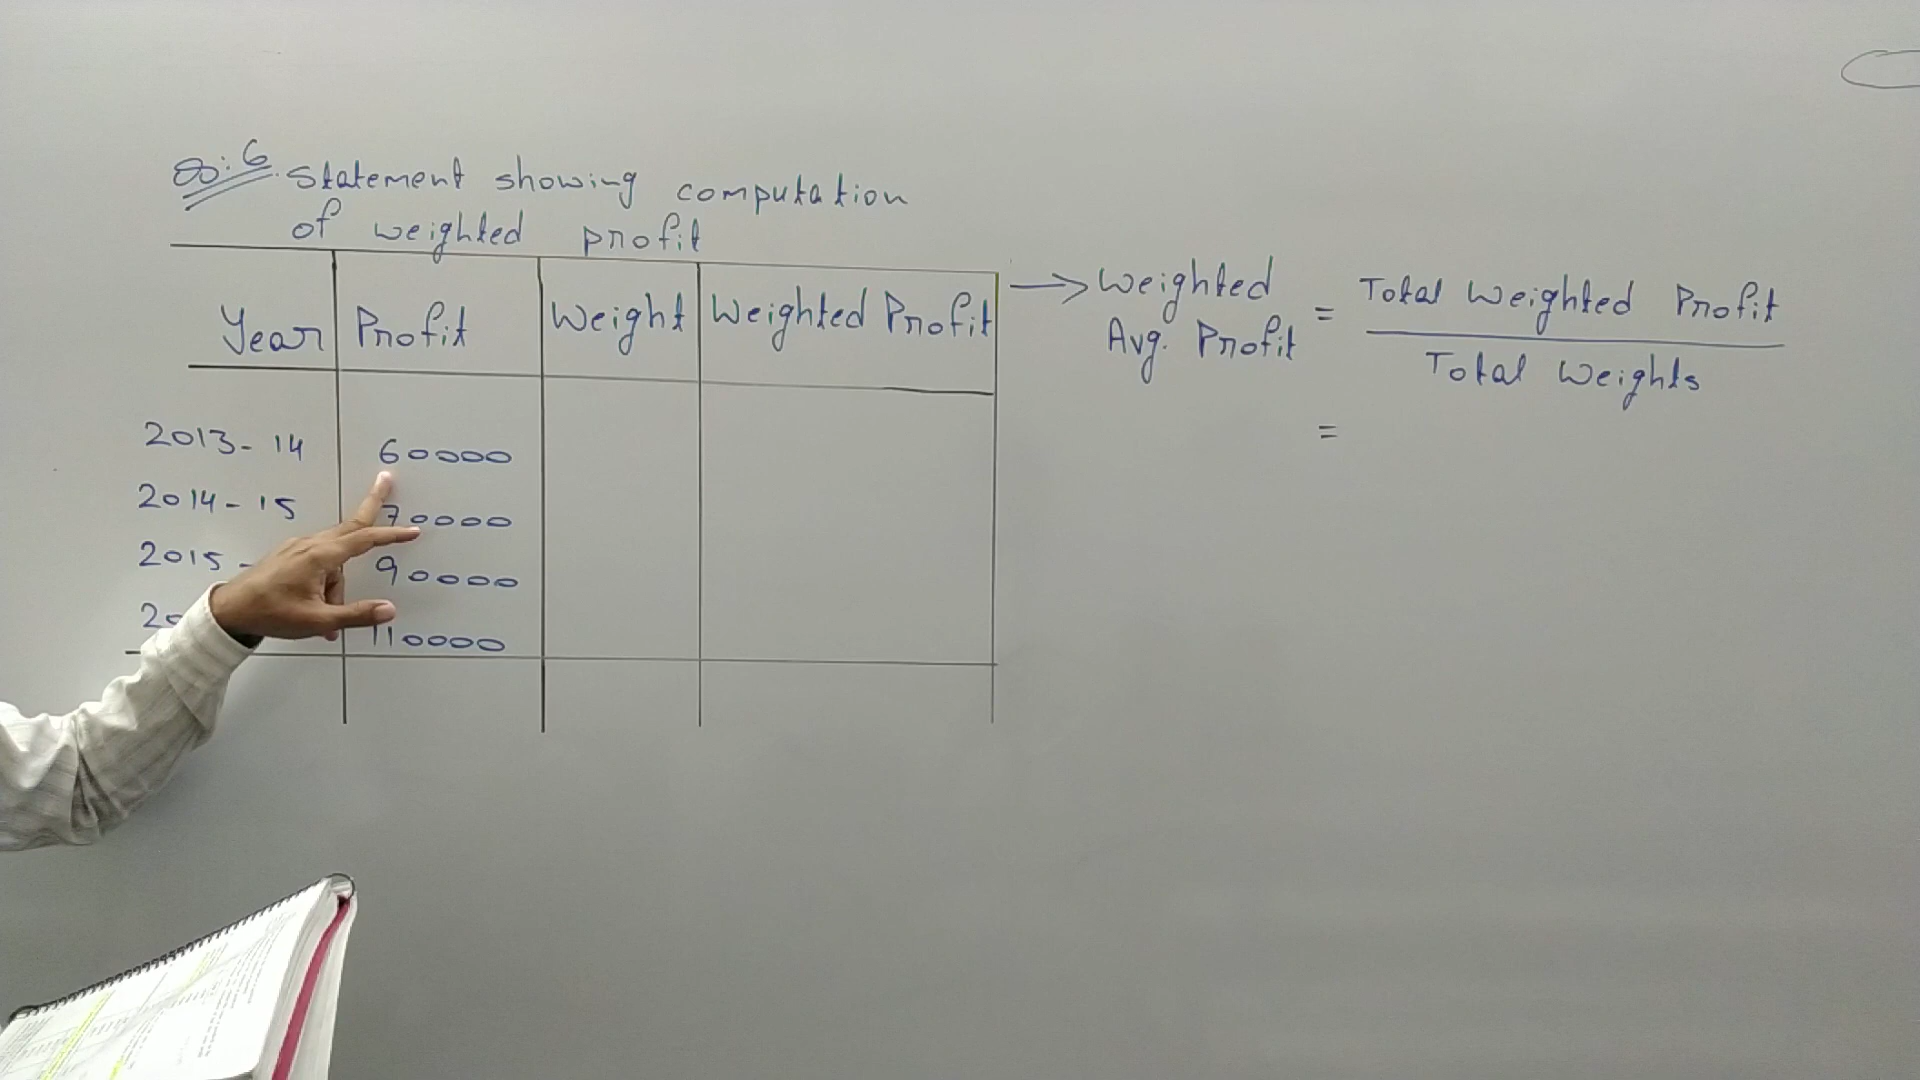 Q:6. Statement showing computation
of weighted profit
Year Profit Weight Weighted Profit
2013-14 60000
2014-15 70000
2015- 90000
20 110000
→ Weighted
Avg. Profit = Total Weighted Profit
Total Weights
=